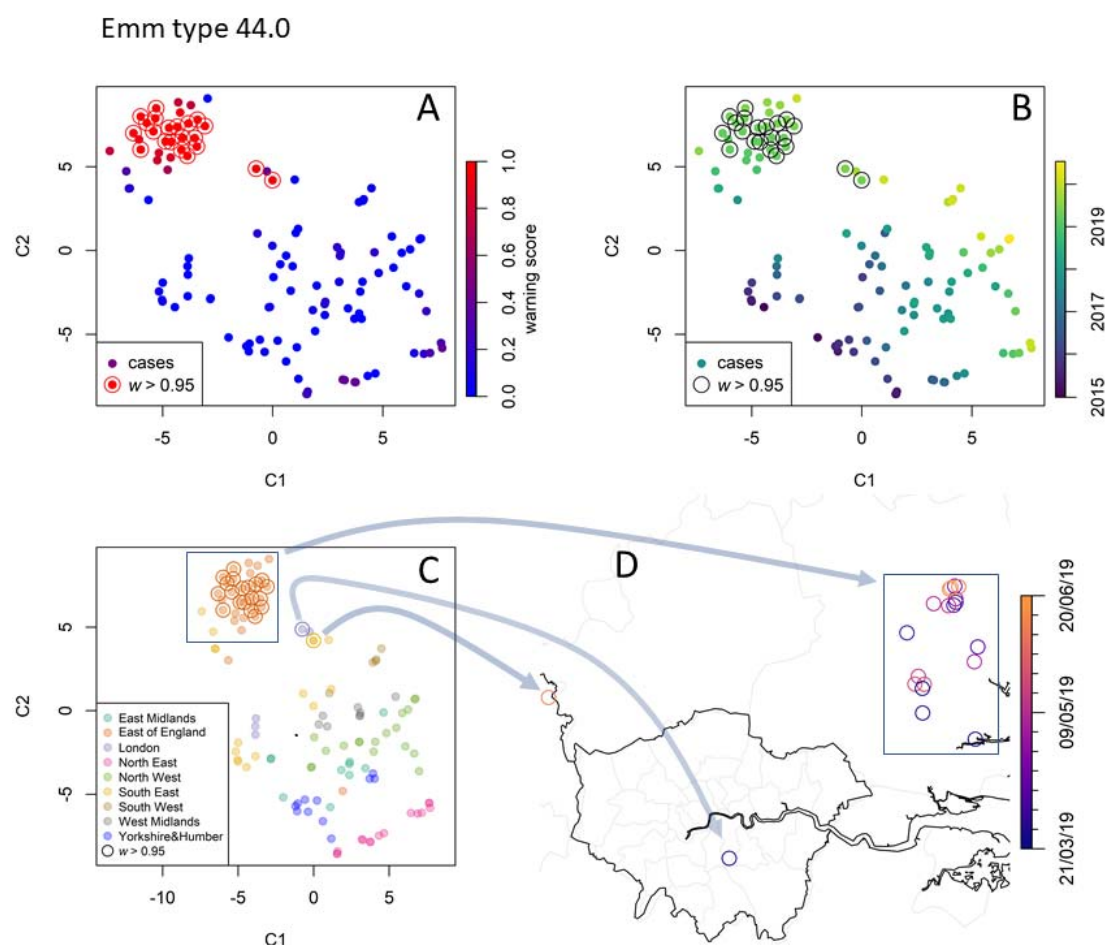 Emm type 44.0
A
5
0
-5
C2
-5
0
5
C1
cases
w > 0.95
0.0
0.2
0.4
0.6
0.8
1.0
warning score
B
5
0
-5
C2
-5
0
5
C1
cases
w > 0.95
2015
2017
2019
C
5
0
-5
C2
-10
-5
0
5
C1
East Midlands
East of England
London
North East
North West
South East
South West
West Midlands
Yorkshire&Humber
w > 0.95
D
21/03/19
09/05/19
20/06/19